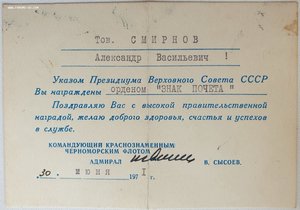 Тов. СМИРНОВ
Александр Васильевич !
Указом Президиума Верховного Совета СССР
Вы награждены орденом "ЗНАК ПОЧЕТА"
Поздравляю Вас с высокой правительственной
наградой, желаю доброго здоровья, счастья и успехов
в службе.
КОМАНДУЮЩИЙ КРАСНОЗНАМЕННЫМ
ЧЕРНОМОРСКИМ ФЛОТОМ
АДМИРАЛ В. СЫСОЕВ.
„30” июня 1971 г.